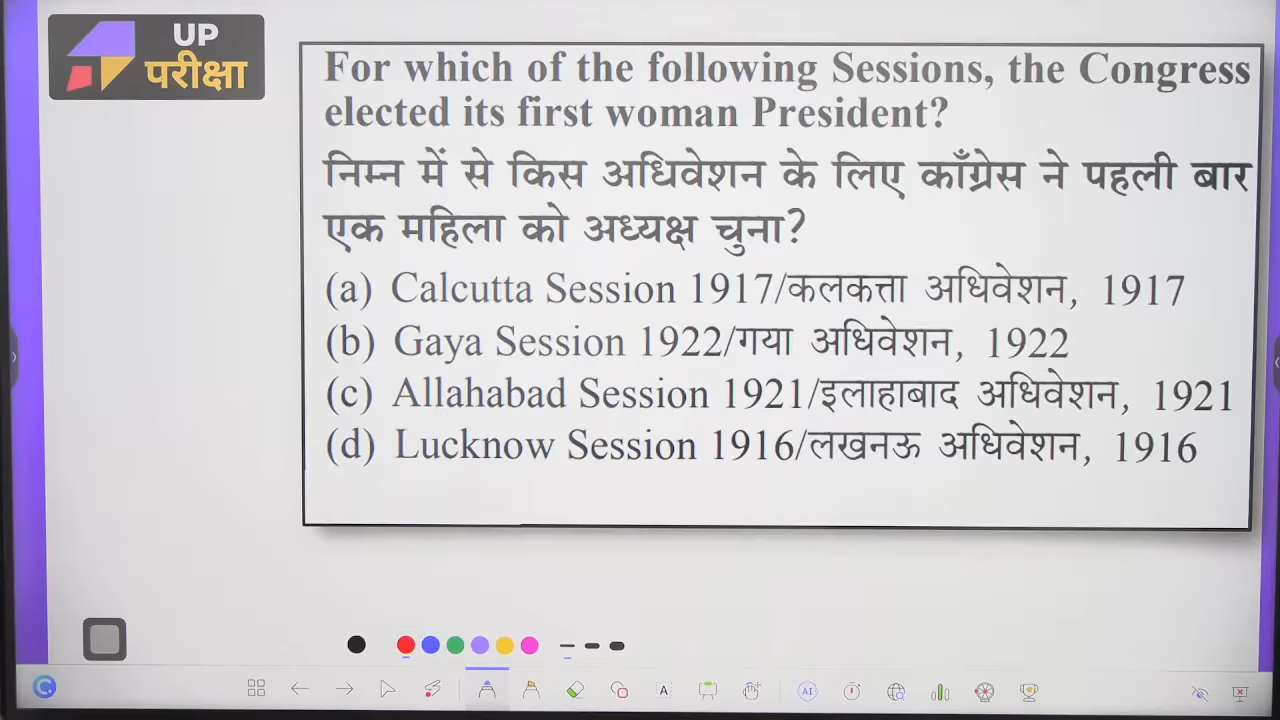 UP
परीक्षा
For which of the following Sessions, the Congress
elected its first woman President?
निम्न में से किस अधिवेशन के लिए काँग्रेस ने पहली बार
एक महिला को अध्यक्ष चुना?
(a) Calcutta Session 1917/कलकत्ता अधिवेशन, 1917
(b) Gaya Session 1922/गया अधिवेशन, 1922
(c) Allahabad Session 1921/इलाहाबाद अधिवेशन, 1921
(d) Lucknow Session 1916/लखनऊ अधिवेशन, 1916
C A AI